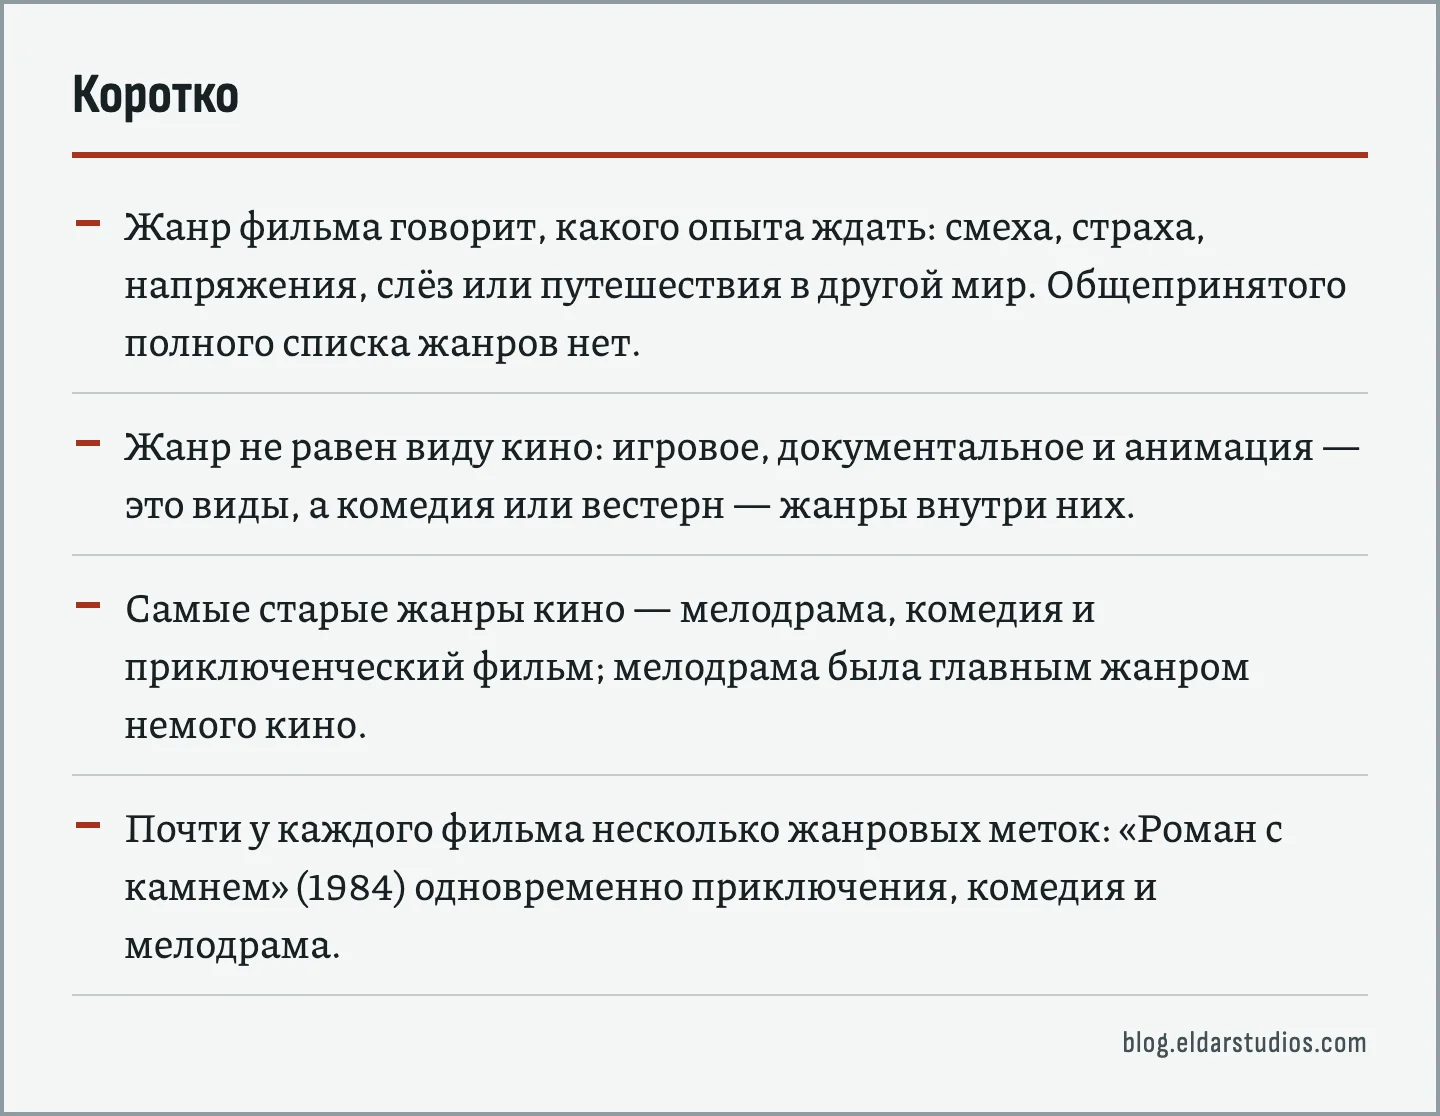 Коротко
– Жанр фильма говорит, какого опыта ждать: смеха, страха,
напряжения, слёз или путешествия в другой мир. Общепринятого
полного списка жанров нет.
– Жанр не равен виду кино: игровое, документальное и анимация —
это виды, а комедия или вестерн — жанры внутри них.
– Самые старые жанры кино — мелодрама, комедия и
приключенческий фильм; мелодрама была главным жанром
немого кино.
– Почти у каждого фильма несколько жанровых меток: «Роман с
камнем» (1984) одновременно приключения, комедия и
мелодрама.
blog.eldarstudios.com